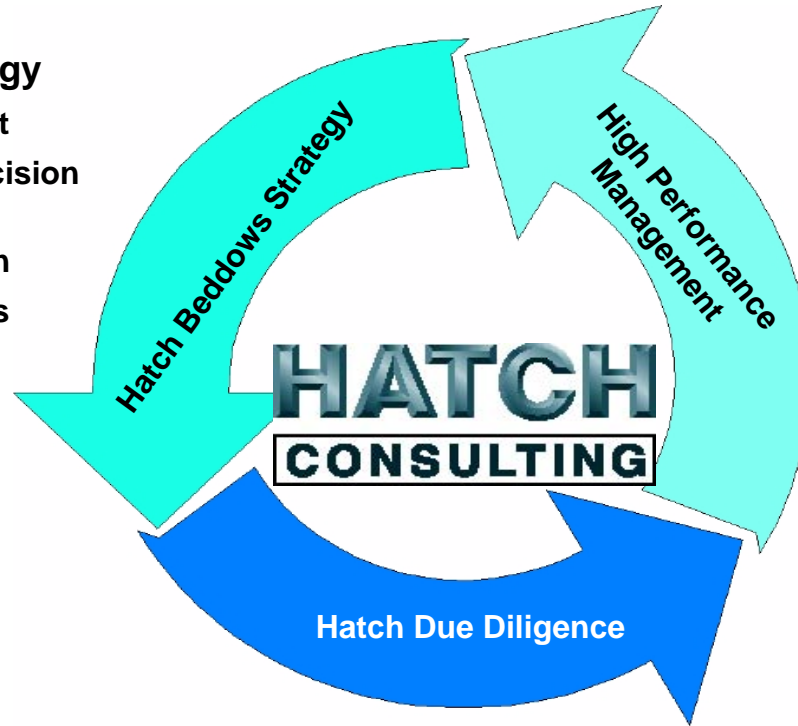 gy
t
cision
n
s
Hatch Beddows Strategy
High Performance
Management
HATCH
CONSULTING
Hatch Due Diligence